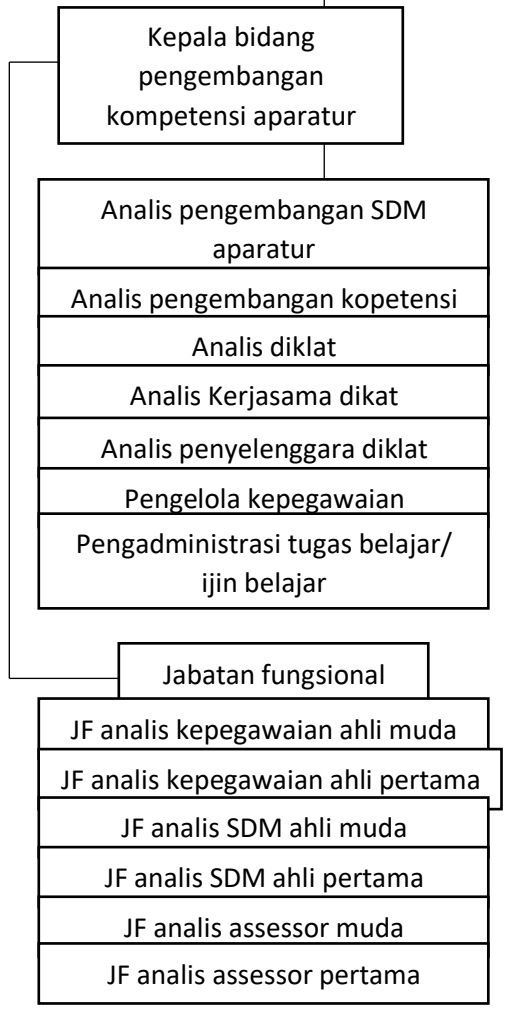 Kepala bidang
pengembangan
kompetensi aparatur
Analis pengembangan SDM
aparatur
Analis pengembangan kopetensi
Analis diklat
Analis Kerjasama dikat
Analis penyelenggara diklat
Pengelola kepegawaian
Pengadministrasi tugas belajar/
ijin belajar
Jabatan fungsional
JF analis kepegawaian ahli muda
JF analis kepegawaian ahli pertama
JF analis SDM ahli muda
JF analis SDM ahli pertama
JF analis assessor muda
JF analis assessor pertama